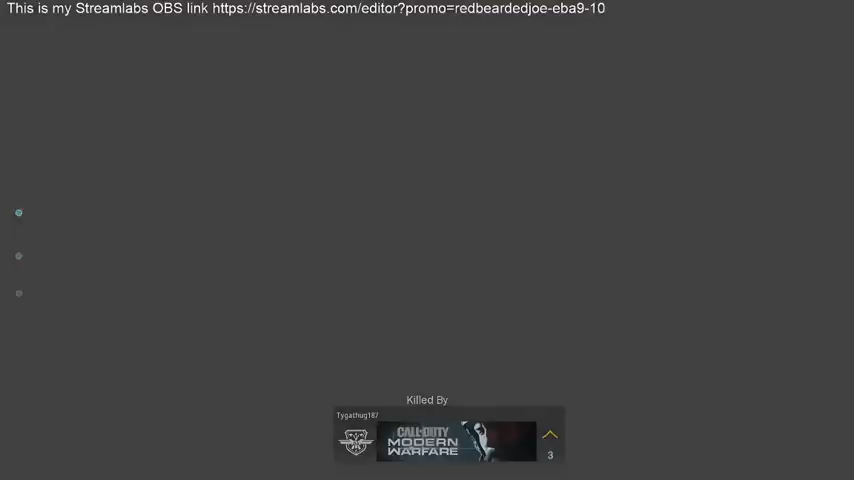 This is my Streamlabs OBS link https://streamlabs.com/editor?promo=redbeardedjoe-eba9-10
Killed By
Tygathug187
CALL OF DUTY
MODERN
WARFARE
3